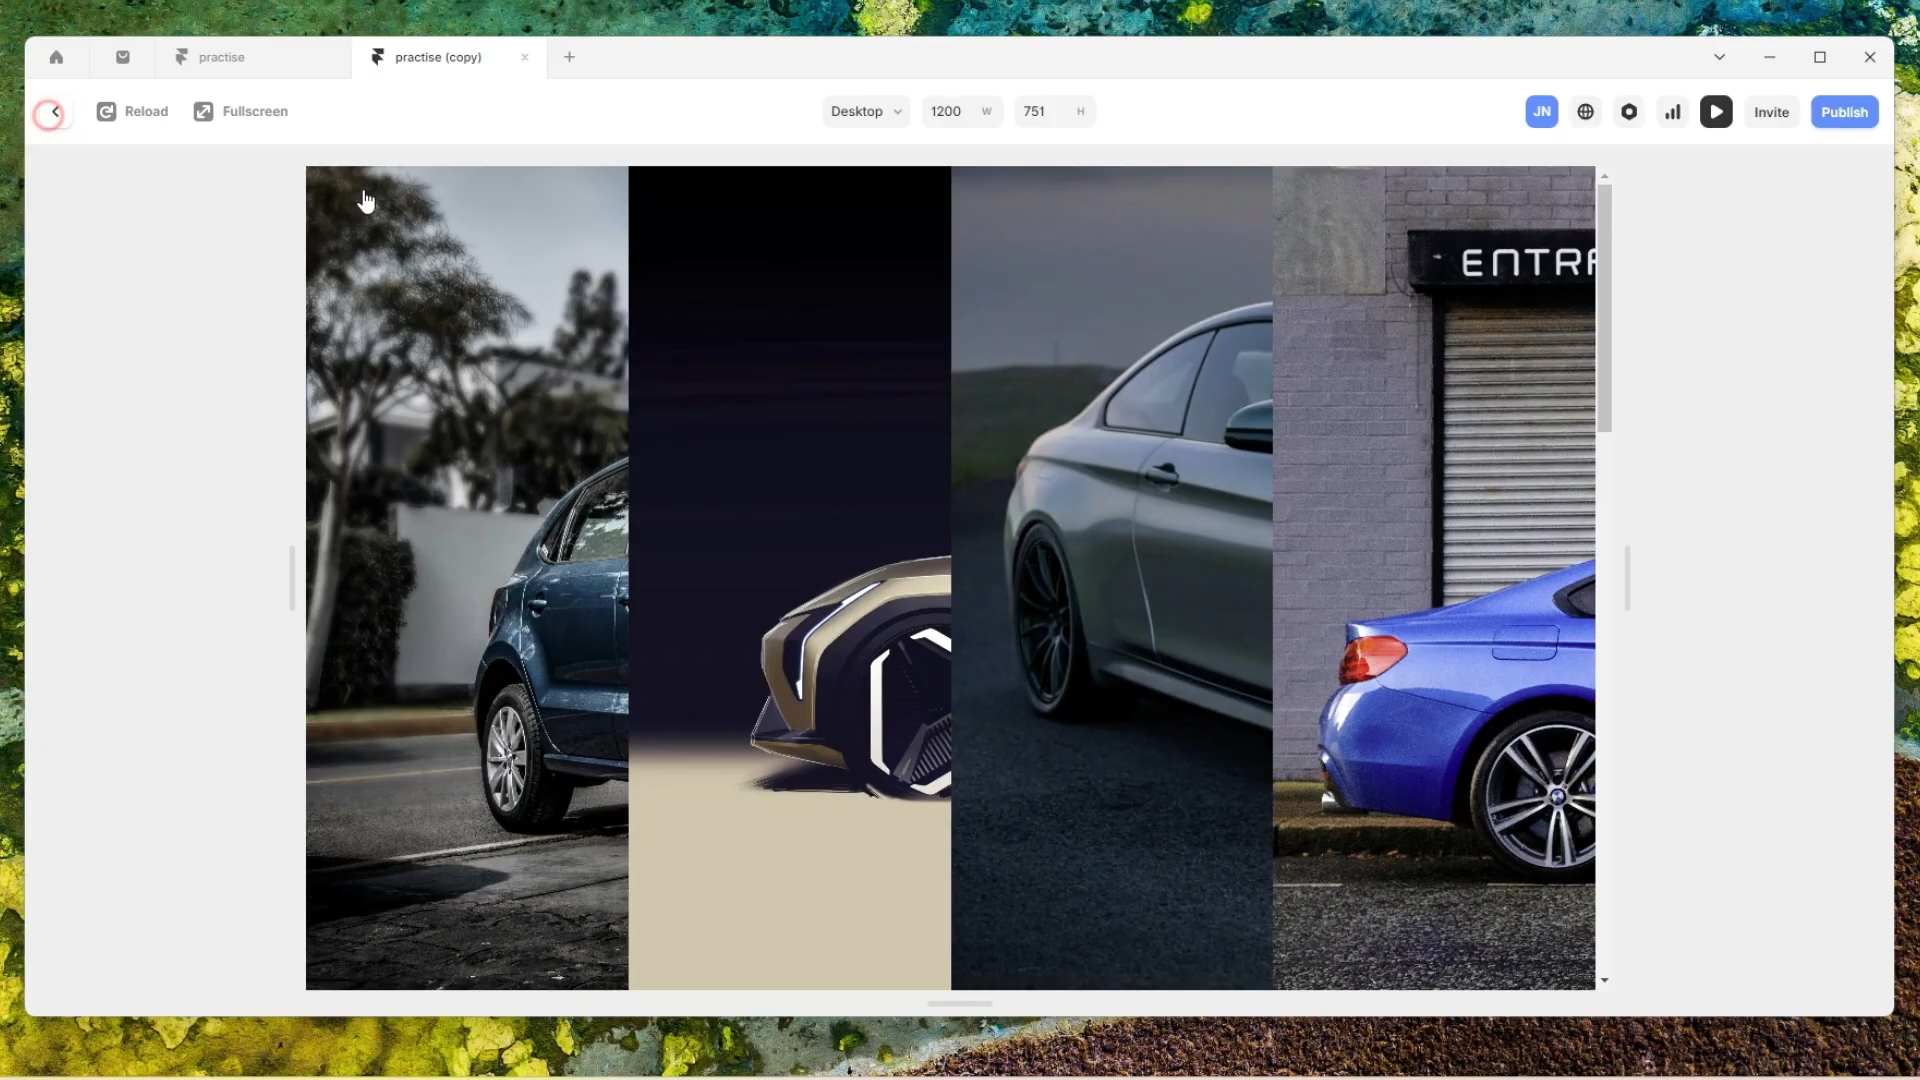 practise
practise (copy)
Reload
Fullscreen
Desktop
1200 W
751 H
JN
Invite
Publish
ENTRA